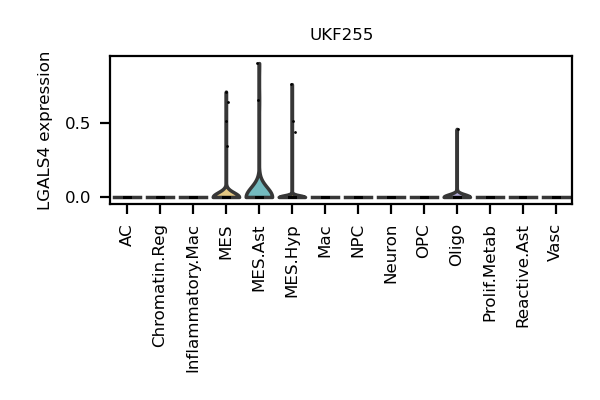 UKF255
LGALS4 expression
0.5
0.0
AC
Chromatin.Reg
Inflammatory.Mac
MES
MES.Ast
MES.Hyp
Mac
NPC
Neuron
OPC
Oligo
Prolif.Metab
Reactive.Ast
Vasc